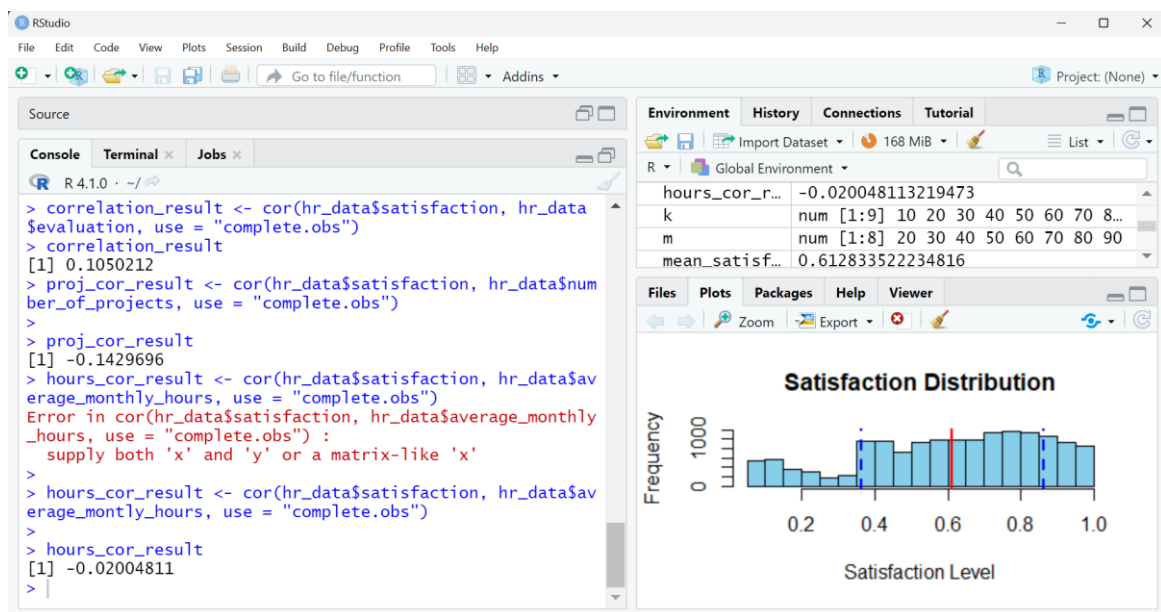 RStudio
File Edit Code View Plots Session Build Debug Profile Tools Help
Go to file/function Addins Project: (None)
Source
Console Terminal Jobs
R 4.1.0 · ~/
> correlation_result <- cor(hr_data$satisfaction, hr_data
$evaluation, use = "complete.obs")
> correlation_result
[1] 0.1050212
> proj_cor_result <- cor(hr_data$satisfaction, hr_data$num
ber_of_projects, use = "complete.obs")
>
> proj_cor_result
[1] -0.1429696
> hours_cor_result <- cor(hr_data$satisfaction, hr_data$av
erage_monthly_hours, use = "complete.obs")
Error in cor(hr_data$satisfaction, hr_data$average_monthly
_hours, use = "complete.obs") :
supply both 'x' and 'y' or a matrix-like 'x'
>
> hours_cor_result <- cor(hr_data$satisfaction, hr_data$av
erage_montly_hours, use = "complete.obs")
>
> hours_cor_result
[1] -0.02004811
>
Environment History Connections Tutorial
Import Dataset 168 MiB List
R Global Environment
hours_cor_r… -0.020048113219473
k num [1:9] 10 20 30 40 50 60 70 8…
m num [1:8] 20 30 40 50 60 70 80 90
mean_satisf… 0.612833522234816
Files Plots Packages Help Viewer
Zoom Export
Satisfaction Distribution
Frequency
0 1000
0.2 0.4 0.6 0.8 1.0
Satisfaction Level